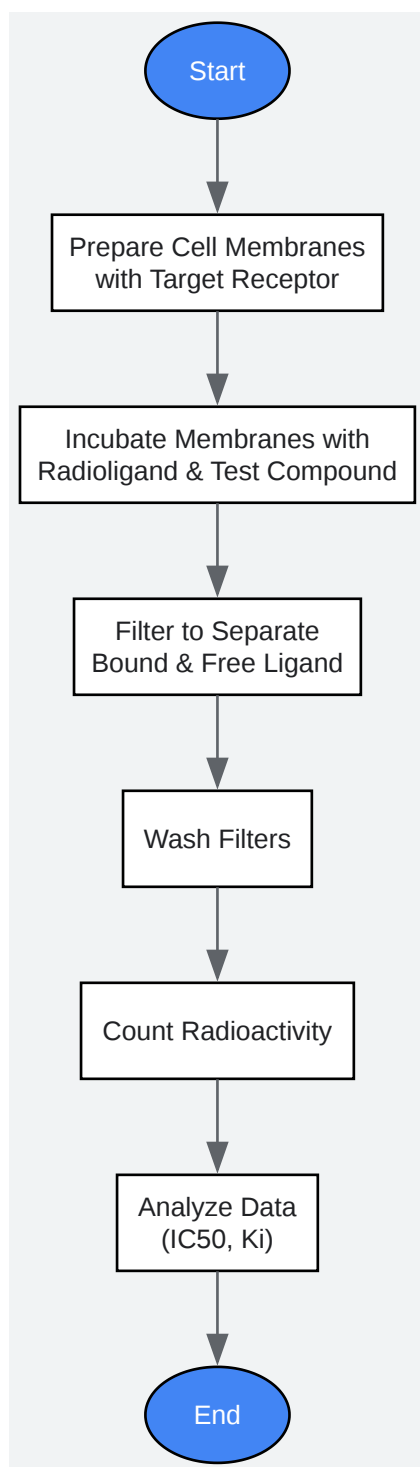 Start
Prepare Cell Membranes
with Target Receptor
Incubate Membranes with
Radioligand & Test Compound
Filter to Separate
Bound & Free Ligand
Wash Filters
Count Radioactivity
Analyze Data
(IC50, Ki)
End